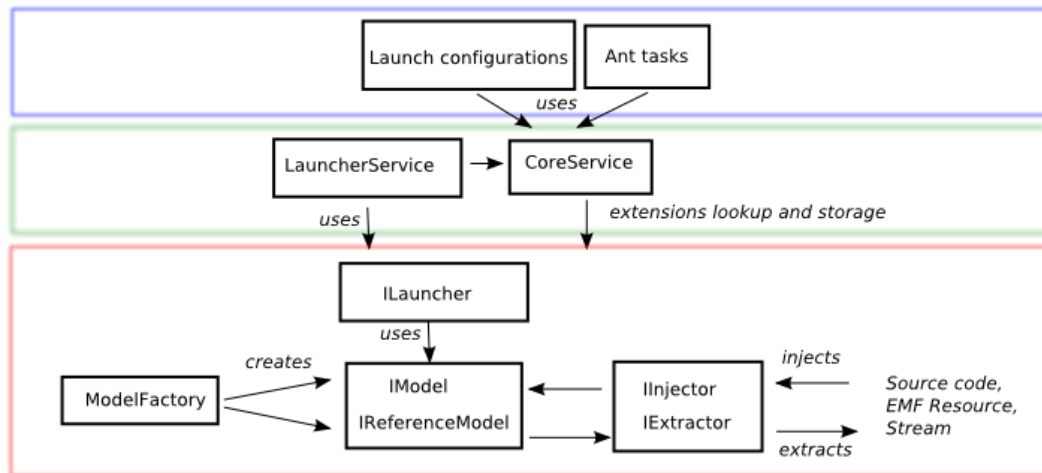 Launch configurations
Ant tasks
uses
LauncherService
CoreService
uses
extensions lookup and storage
ILauncher
uses
creates
injects
ModelFactory
IModel
IReferenceModel
IInjector
IExtractor
Source code,
EMF Resource,
Stream
extracts